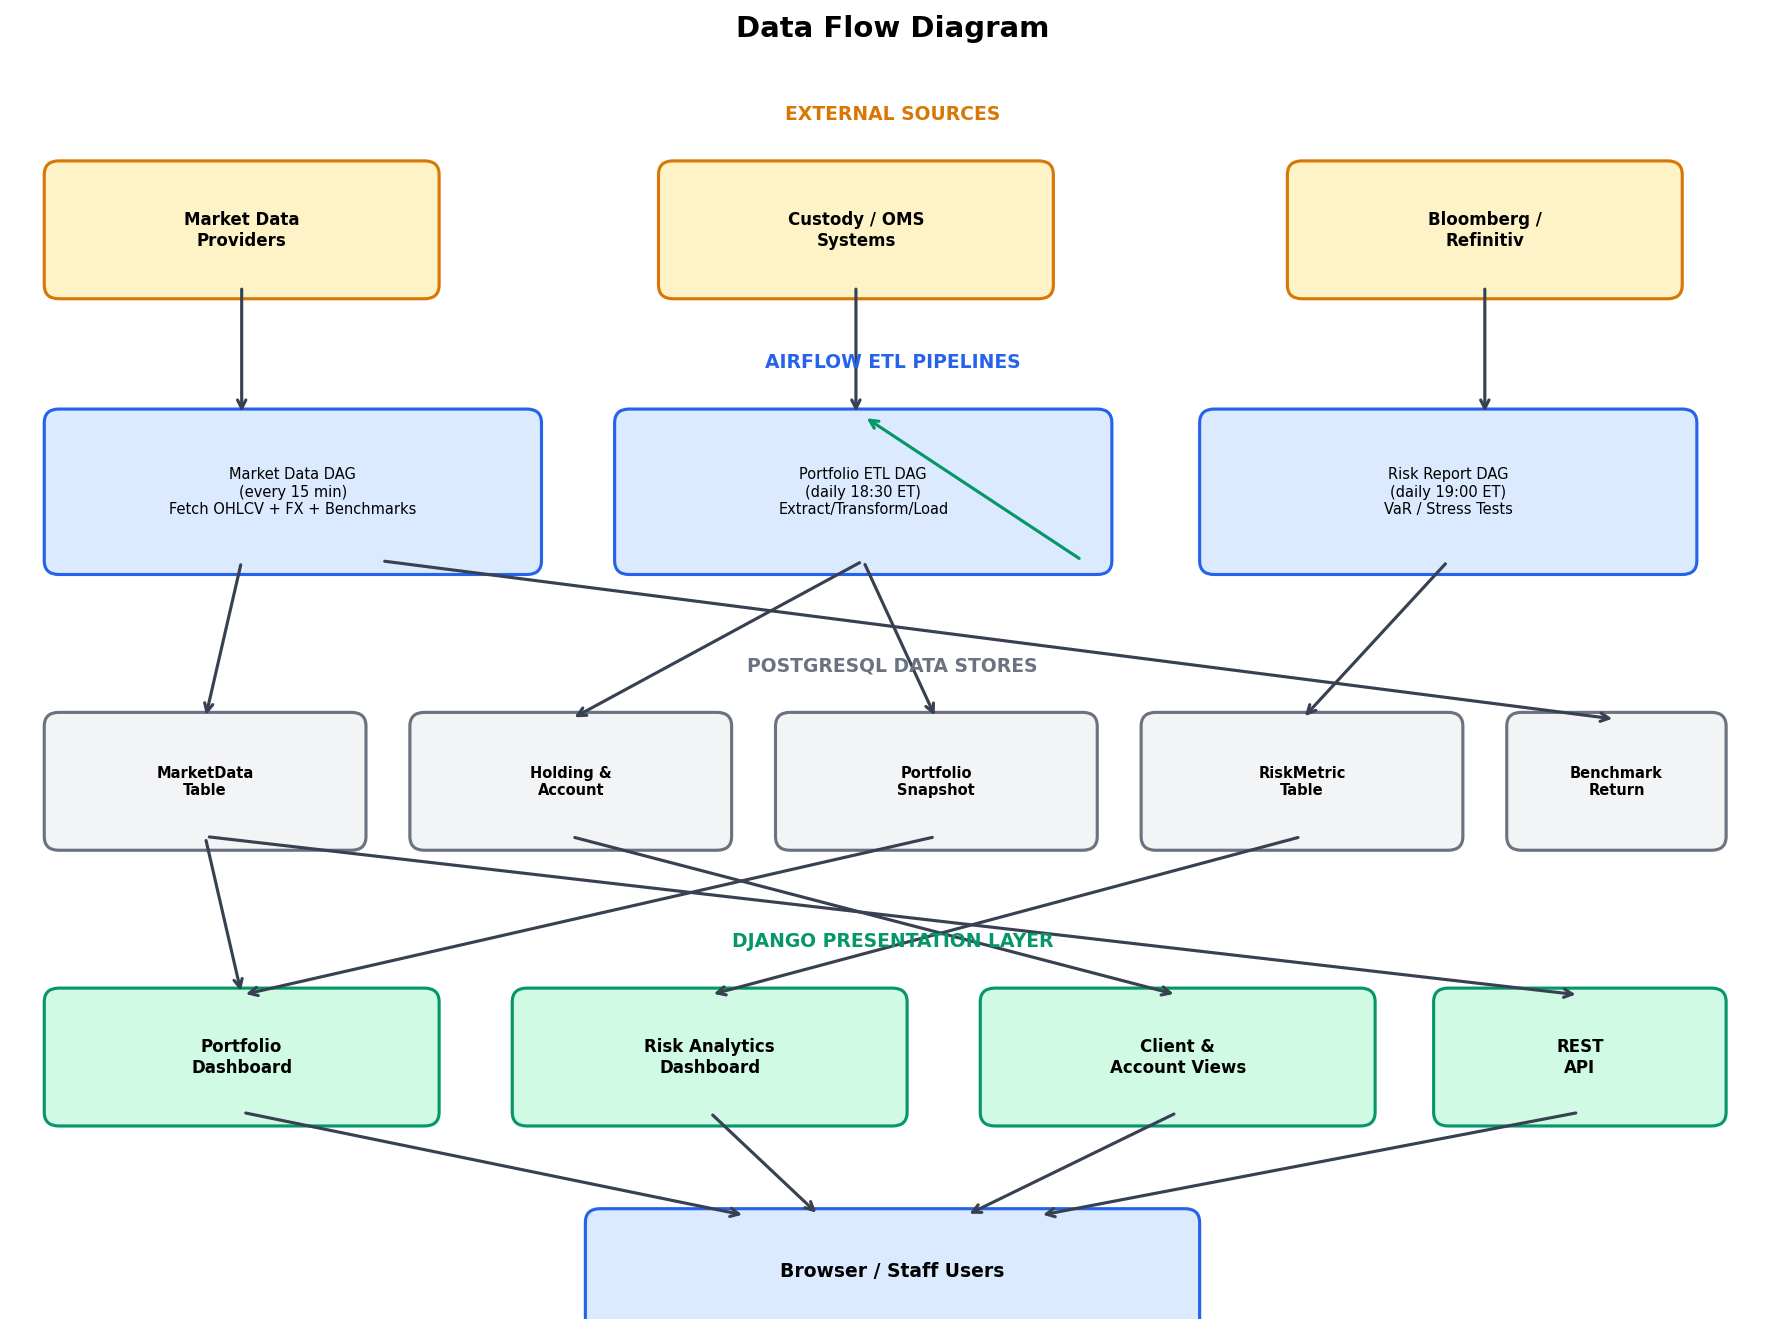 Data Flow Diagram
EXTERNAL SOURCES
Market Data
Providers
Custody / OMS
Systems
Bloomberg /
Refinitiv
AIRFLOW ETL PIPELINES
Market Data DAG
(every 15 min)
Fetch OHLCV + FX + Benchmarks
Portfolio ETL DAG
(daily 18:30 ET)
Extract/Transform/Load
Risk Report DAG
(daily 19:00 ET)
VaR / Stress Tests
POSTGRESQL DATA STORES
MarketData
Table
Holding &
Account
Portfolio
Snapshot
RiskMetric
Table
Benchmark
Return
DJANGO PRESENTATION LAYER
Portfolio
Dashboard
Risk Analytics
Dashboard
Client &
Account Views
REST
API
Browser / Staff Users